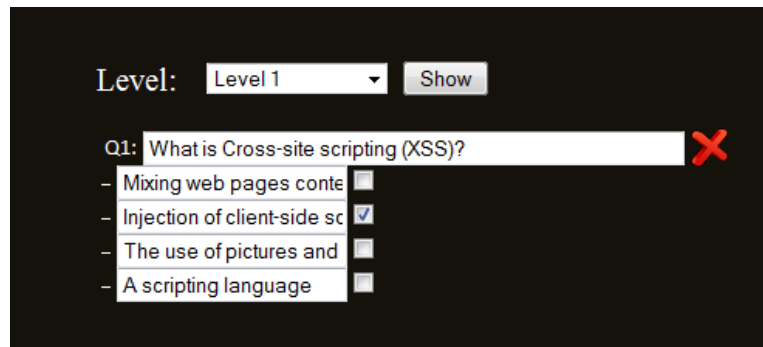 Level: Level 1 Show
Q1: What is Cross-site scripting (XSS)?
– Mixing web pages conte
– Injection of client-side sc
– The use of pictures and
– A scripting language